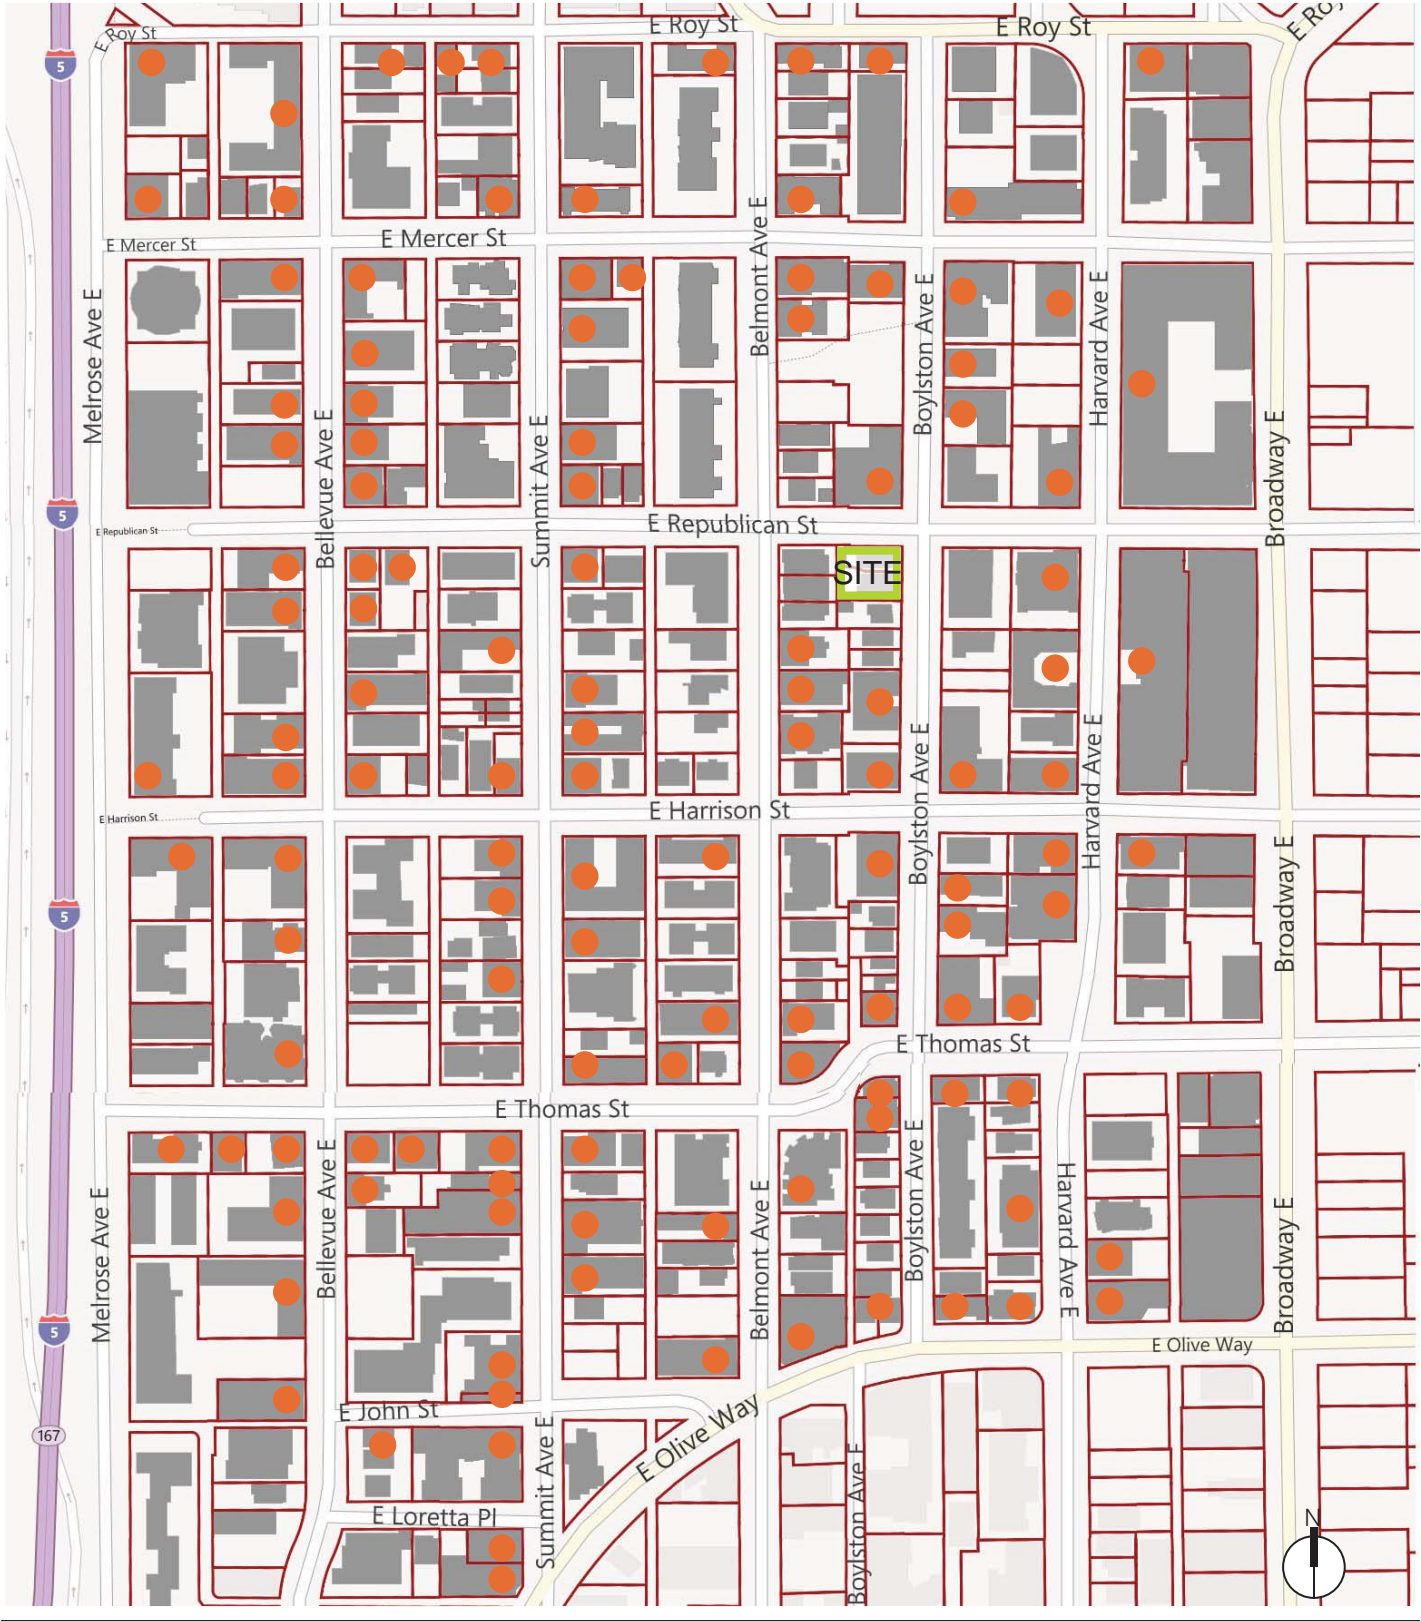 E Roy St
E Roy St
E Roy St
E Roy
5
E Mercer St
E Mercer St
Melrose Ave E
Bellevue Ave E
Summit Ave E
Belmont Ave E
Boylston Ave E
Harvard Ave E
Broadway E
5
E Republican St
E Republican St
SITE
Boylston Ave E
Harvard Ave E
E Harrison St
E Harrison St
Broadway E
5
E Thomas St
E Thomas St
Melrose Ave E
Bellevue Ave E
Belmont Ave E
Boylston Ave E
Harvard Ave E
Broadway E
5
E Olive Way
E John St
E Olive Way
167
Summit Ave E
Boylston Ave E
E Loretta Pl
N